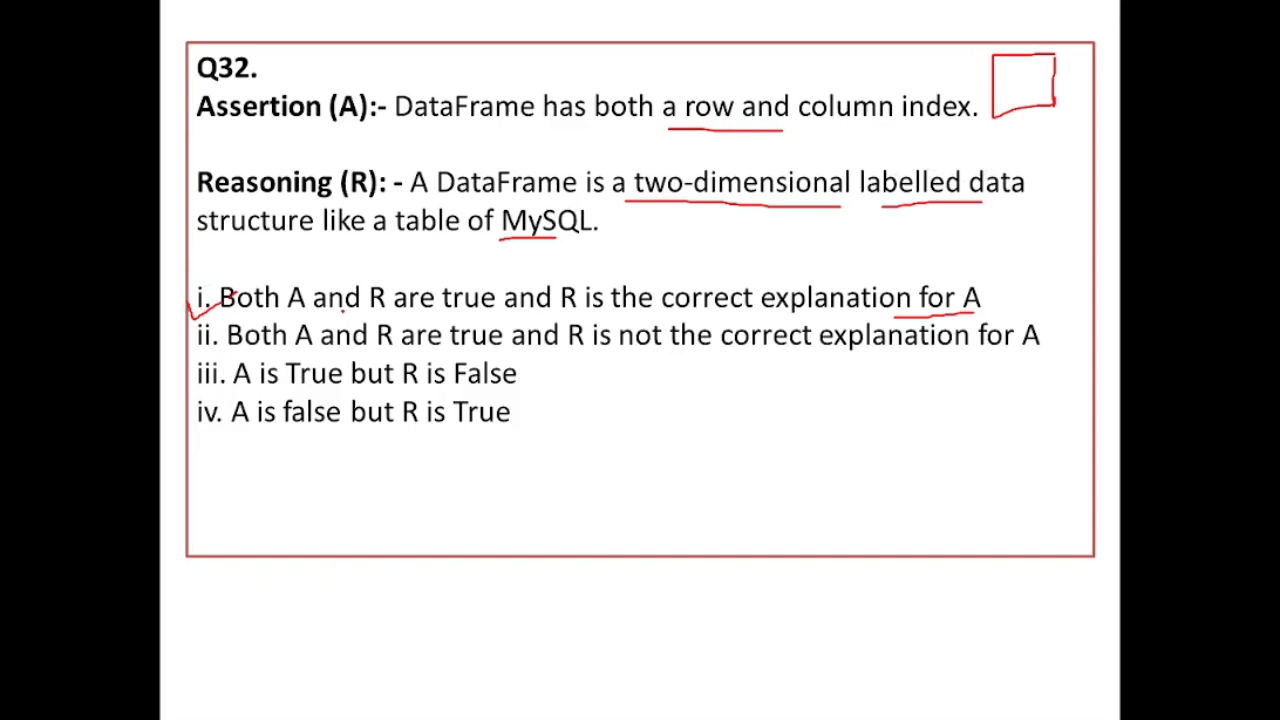 Q32.
Assertion (A):- DataFrame has both a row and column index.
Reasoning (R): - A DataFrame is a two-dimensional labelled data
structure like a table of MySQL.
i. Both A and R are true and R is the correct explanation for A
ii. Both A and R are true and R is not the correct explanation for A
iii. A is True but R is False
iv. A is false but R is True